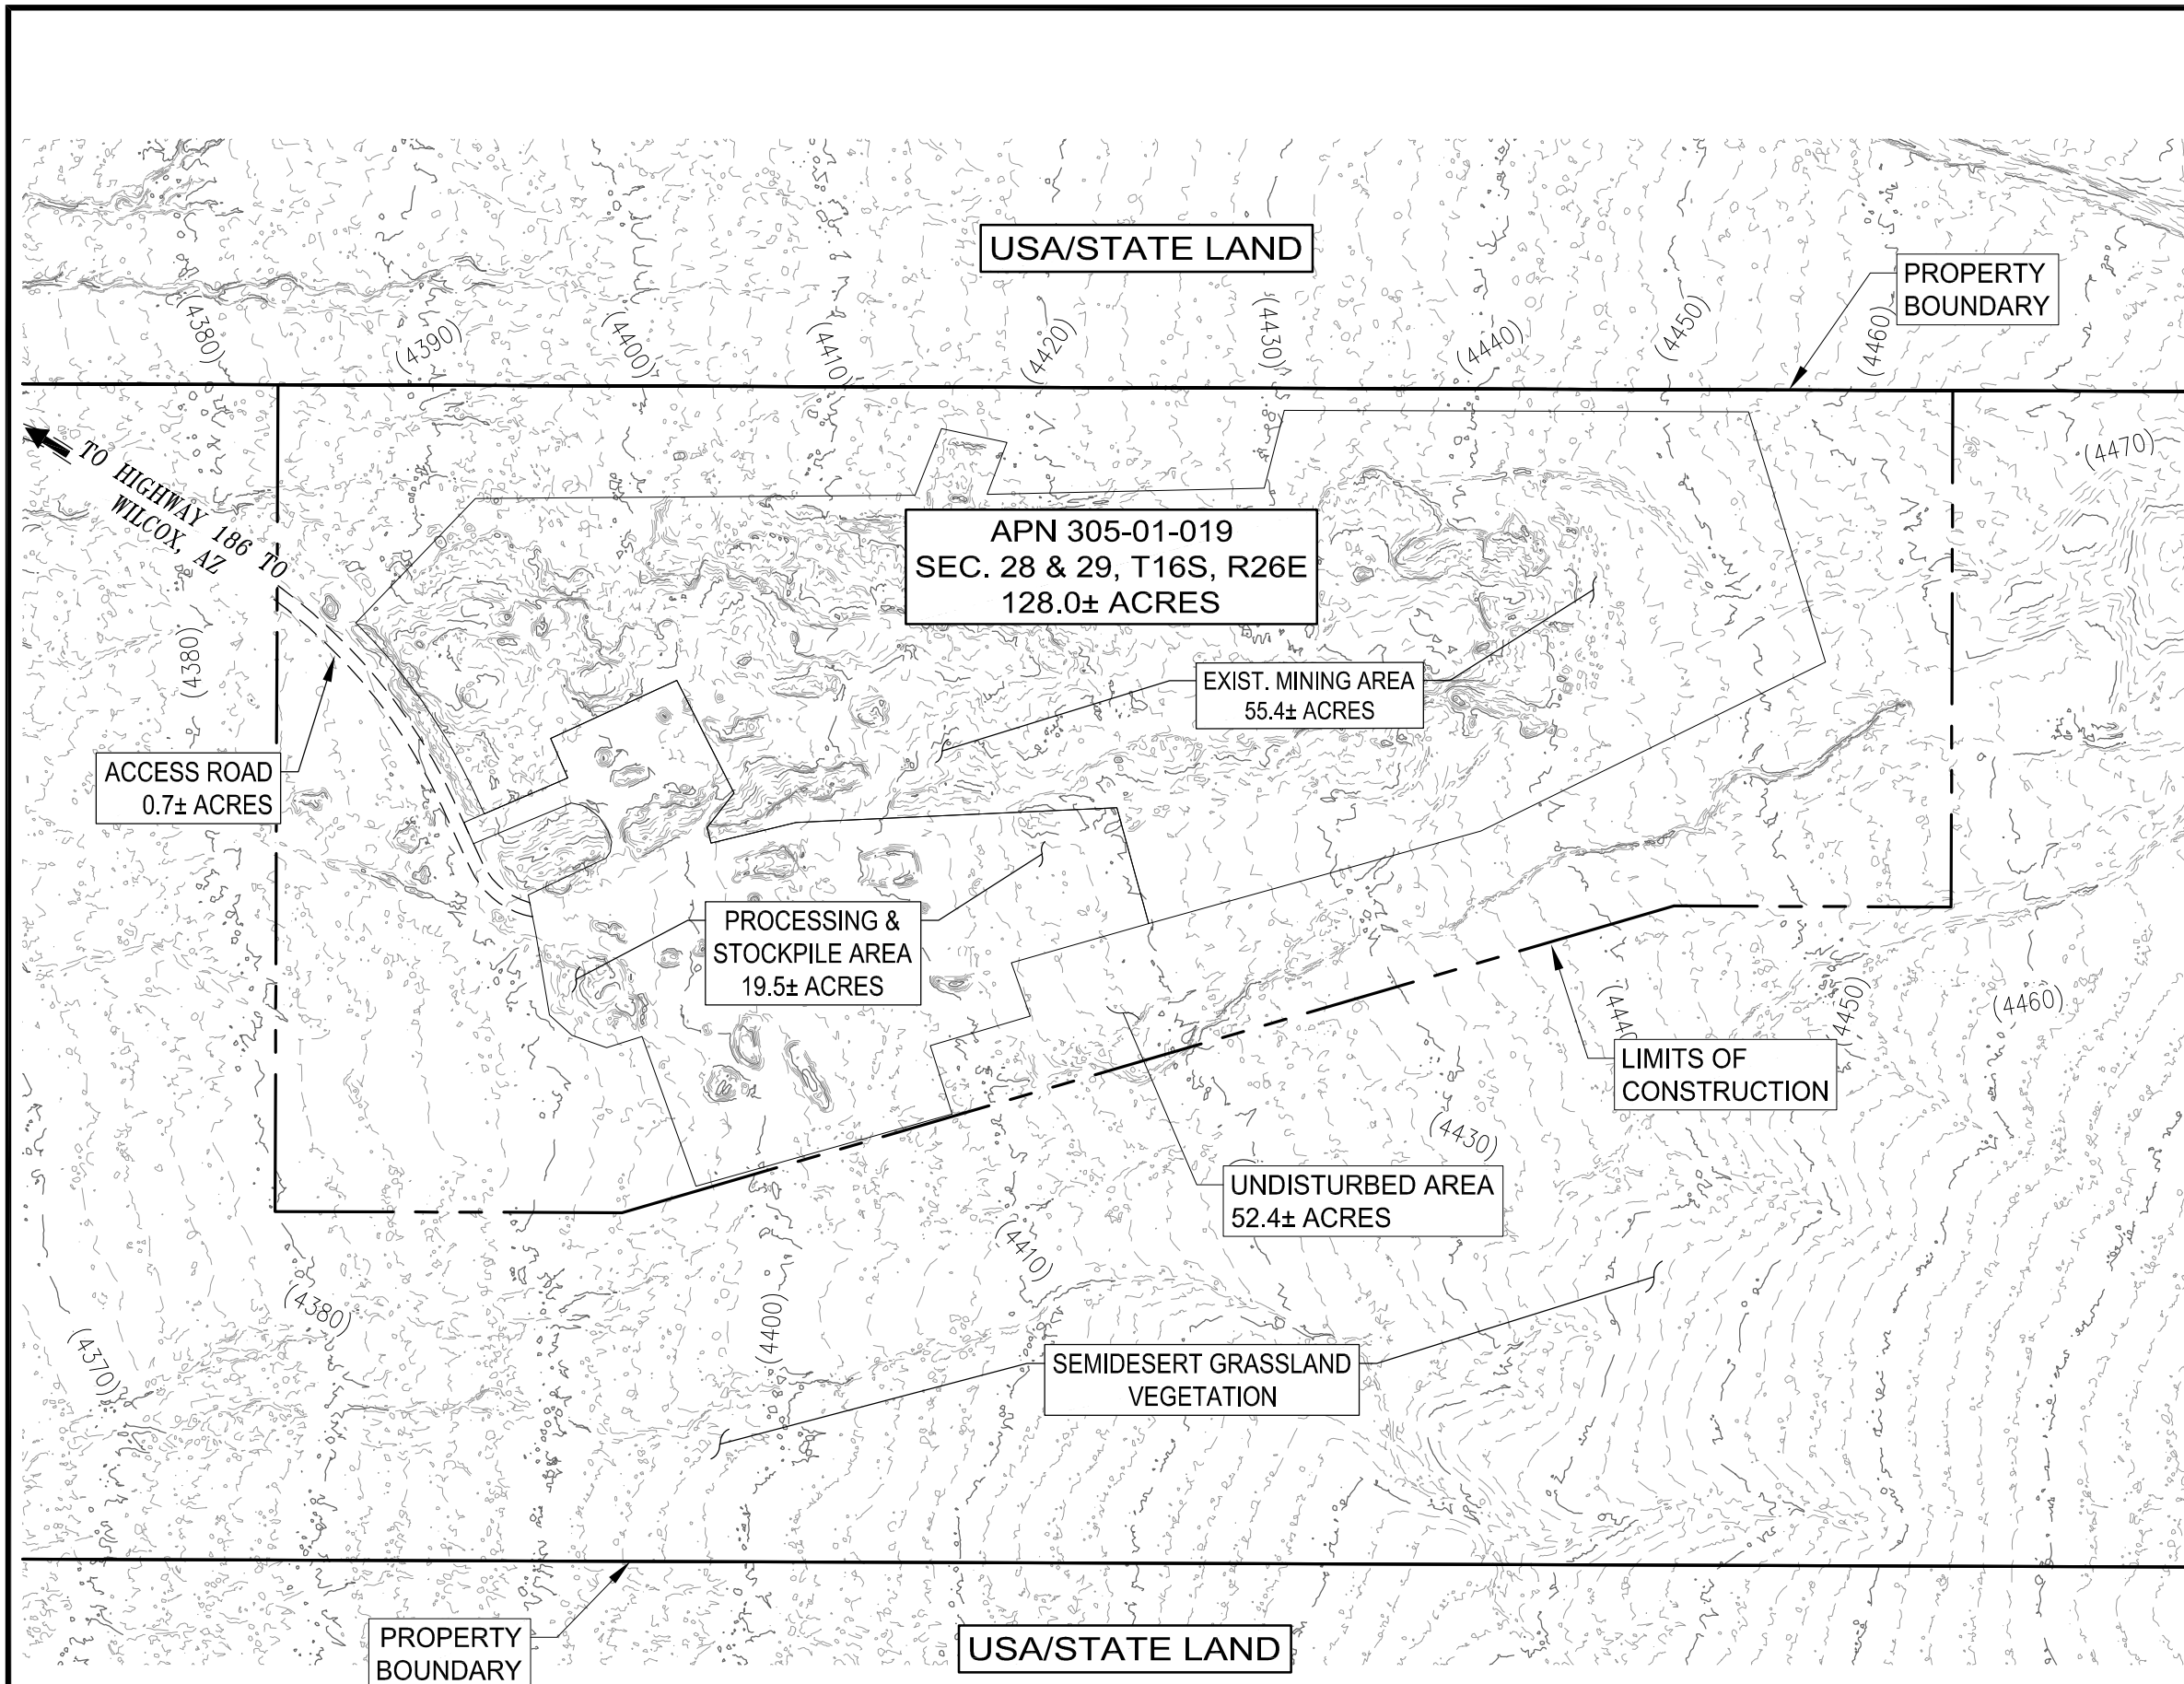 USA/STATE LAND
PROPERTY
BOUNDARY
(4380)
(4390)
(4400)
(4410)
(4420)
(4430)
(4440)
(4450)
(4460)
(4470)
TO HIGHWAY 186 TO
WILCOX, AZ
APN 305-01-019
SEC. 28 & 29, T16S, R26E
128.0± ACRES
(4380)
EXIST. MINING AREA
55.4± ACRES
ACCESS ROAD
0.7± ACRES
PROCESSING &
STOCKPILE AREA
19.5± ACRES
(4440
4450)
(4460)
LIMITS OF
CONSTRUCTION
(4430)
UNDISTURBED AREA
52.4± ACRES
(4410)
(4380)
(4400)
(4370)
SEMIDESERT GRASSLAND
VEGETATION
PROPERTY
BOUNDARY
USA/STATE LAND